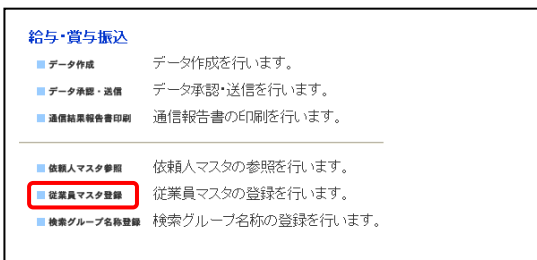 給与・賞与振込
データ作成 データ作成を行います。
データ承認・送信 データ承認・送信を行います。
通信結果報告書印刷 通信報告書の印刷を行います。
依頼人マスタ参照 依頼人マスタの参照を行います。
従業員マスタ登録 従業員マスタの登録を行います。
検索グループ名称登録 検索グループ名称の登録を行います。